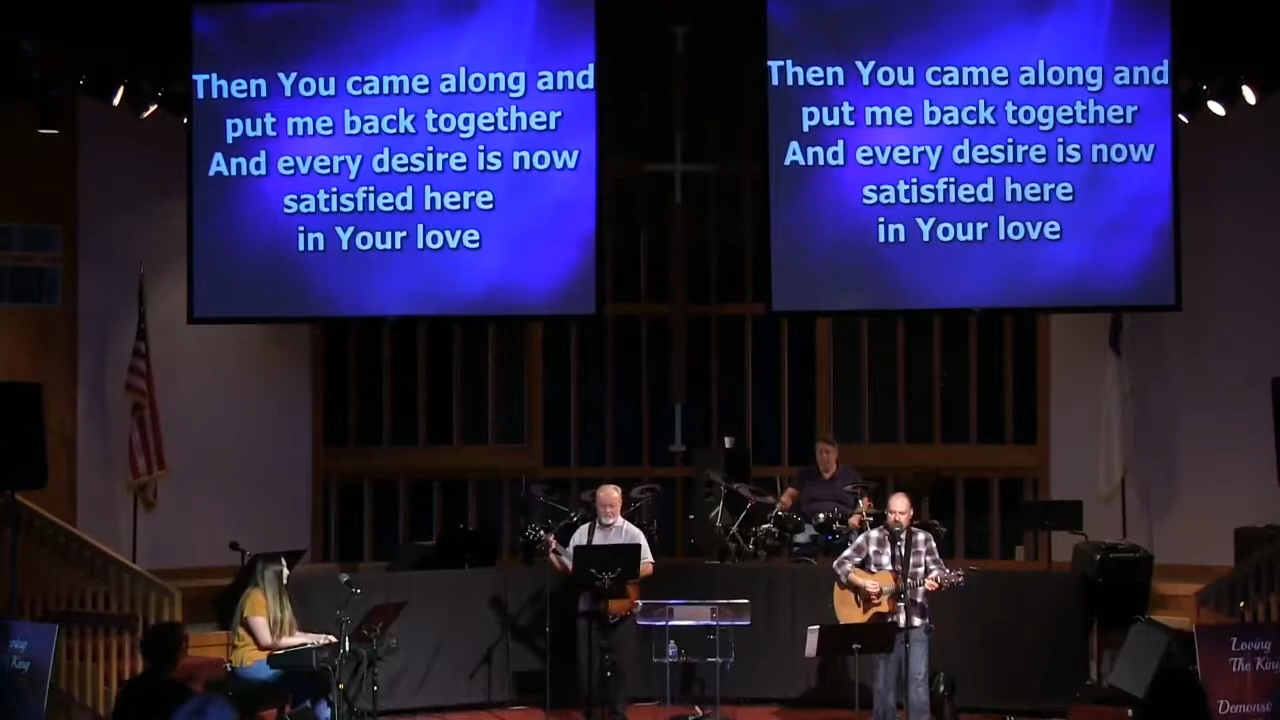 Then You came along and
put me back together
And every desire is now
satisfied here
in Your love
Then You came along and
put me back together
And every desire is now
satisfied here
in Your love
King
Loving
The King